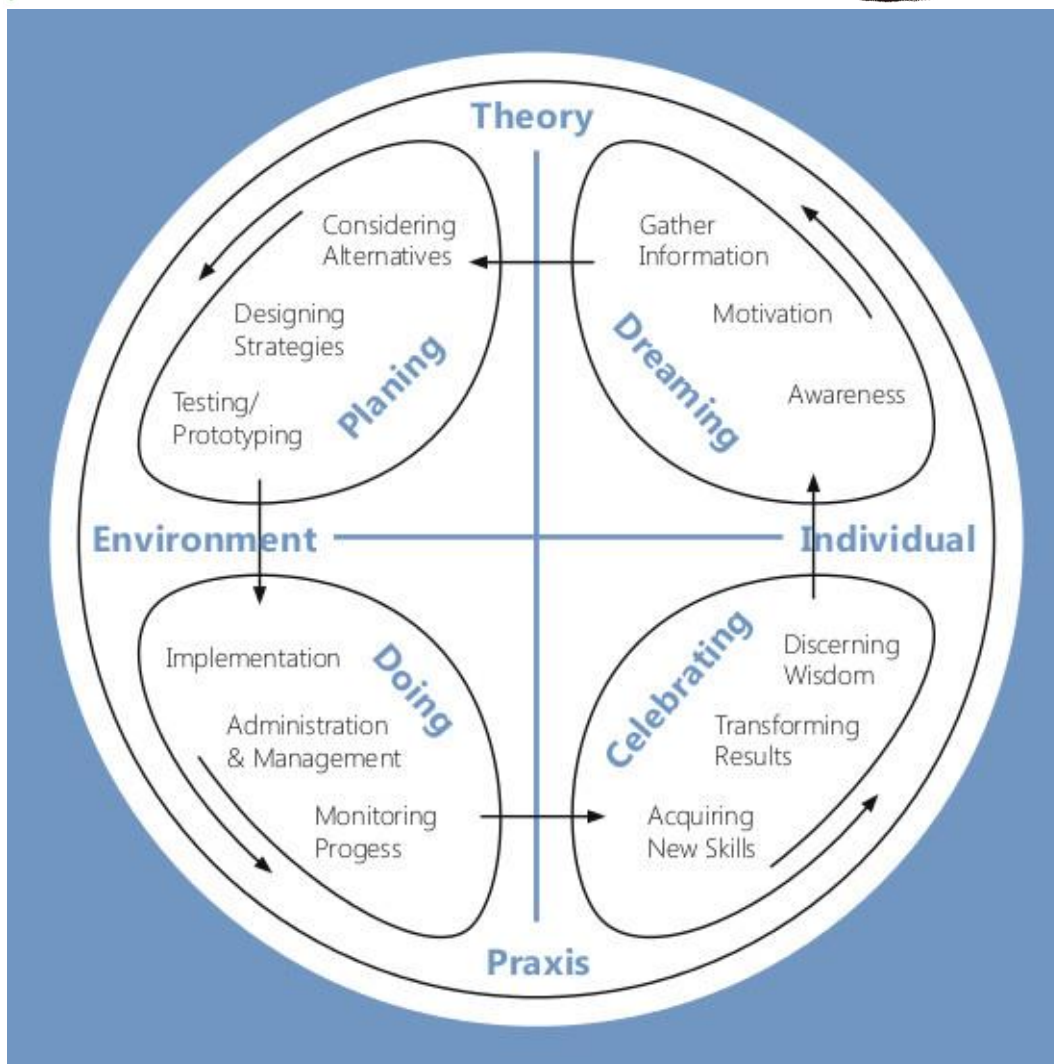 Theory
Considering
Alternatives
Designing
Strategies
Testing/
Prototyping
Planing
Gather
Information
Motivation
Awareness
Dreaming
Environment
Individual
Implementation
Administration
& Management
Monitoring
Progess
Doing
Celebrating
Discerning
Wisdom
Transforming
Results
Acquiring
New Skills
Praxis